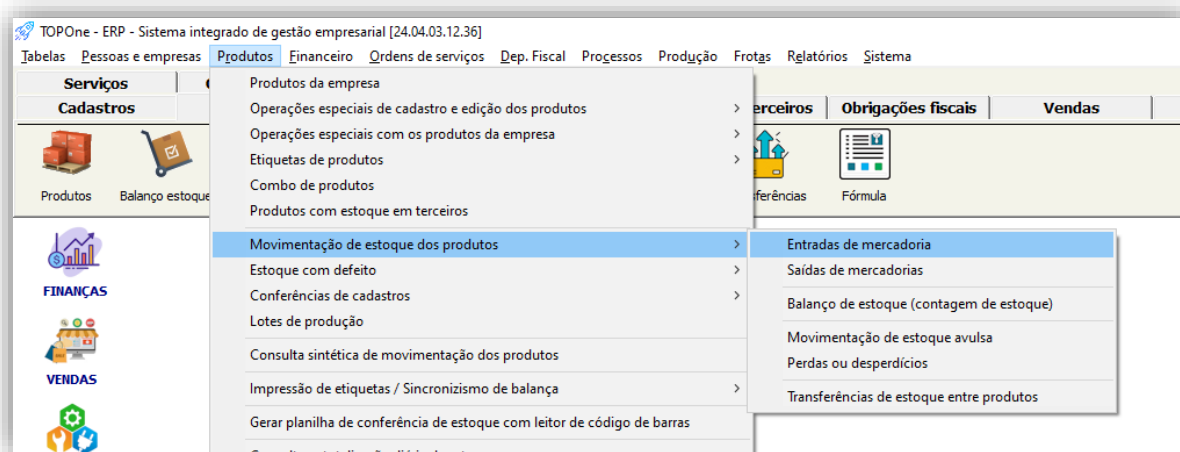 TOPOne - ERP - Sistema integrado de gestão empresarial [24.04.03.12.36]
Tabelas Pessoas e empresas Produtos Financeiro Ordens de serviços Dep. Fiscal Processos Produção Frotas Relatórios Sistema
Serviços
Cadastros
erceiros Obrigações fiscais Vendas
Produtos Balanço estoque
ferências Fórmula
FINANÇAS
VENDAS
Produtos da empresa
Operações especiais de cadastro e edição dos produtos
Operações especiais com os produtos da empresa
Etiquetas de produtos
Combo de produtos
Produtos com estoque em terceiros
Movimentação de estoque dos produtos
Estoque com defeito
Conferências de cadastros
Lotes de produção
Consulta sintética de movimentação dos produtos
Impressão de etiquetas / Sincronizismo de balança
Gerar planilha de conferência de estoque com leitor de código de barras
Entradas de mercadoria
Saídas de mercadorias
Balanço de estoque (contagem de estoque)
Movimentação de estoque avulsa
Perdas ou desperdícios
Transferências de estoque entre produtos